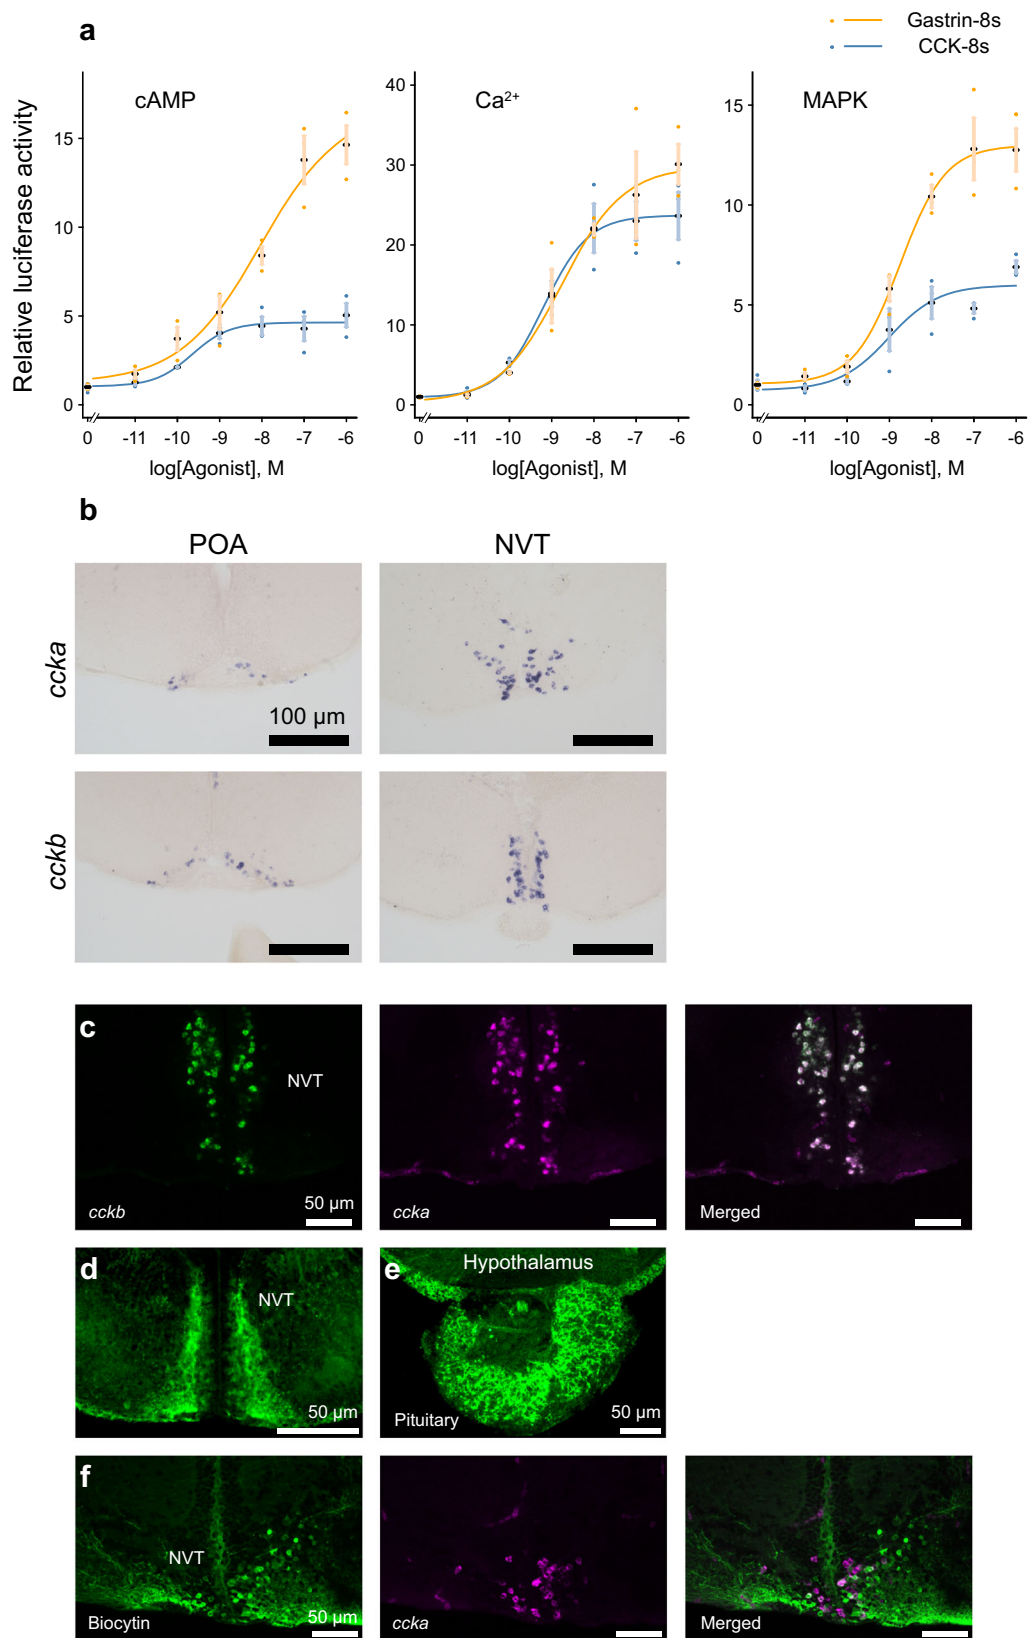 a
Gastrin-8s
CCK-8s
Relative luciferase activity
cAMP
15
10
5
0
0 -11 -10 -9 -8 -7 -6
log[Agonist], M
Ca²⁺
40
30
20
10
0
0 -11 -10 -9 -8 -7 -6
log[Agonist], M
MAPK
15
10
5
0
0 -11 -10 -9 -8 -7 -6
log[Agonist], M
b
POA NVT
ccka
100 µm
cckb
c
NVT
cckb
50 µm
ccka
Merged
d
NVT
50 µm
e
Hypothalamus
Pituitary
50 µm
f
NVT
Biocytin
50 µm
ccka
Merged